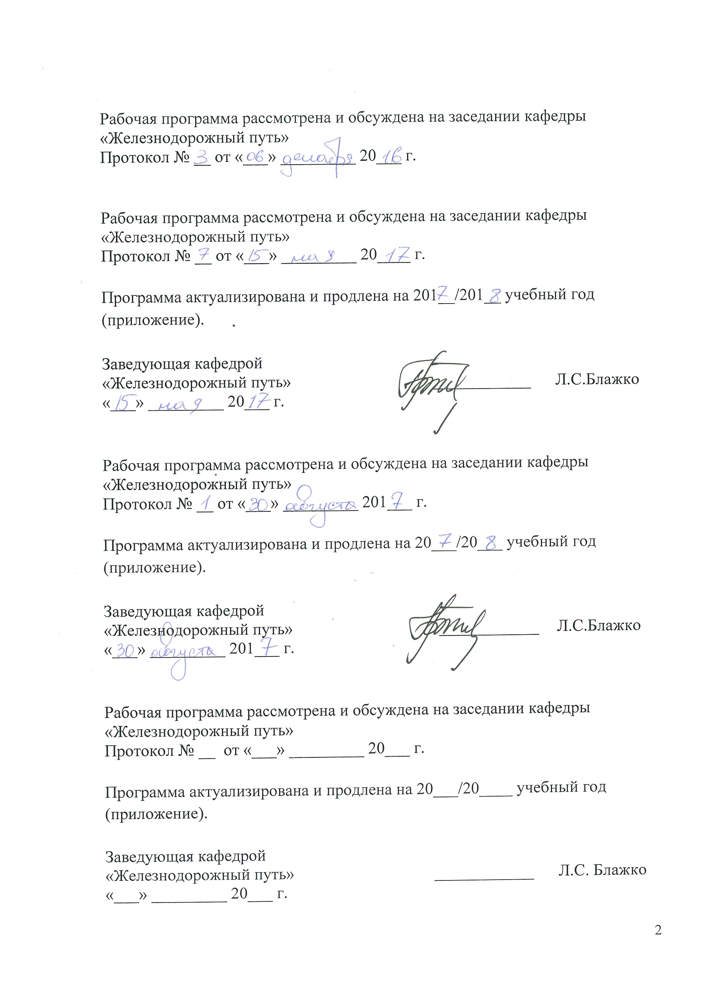 Рабочая программа рассмотрена и обсуждена на заседании кафедры
«Железнодорожный путь»
Протокол № 3 от «06» декабря 2016 г.
Рабочая программа рассмотрена и обсуждена на заседании кафедры
«Железнодорожный путь»
Протокол № 7 от «15» мая 2017 г.
Программа актуализирована и продлена на 2017/2018 учебный год
(приложение).
Заведующая кафедрой
«Железнодорожный путь»
Л.С.Блажко
«15» мая 2017 г.
Рабочая программа рассмотрена и обсуждена на заседании кафедры
«Железнодорожный путь»
Протокол № 1 от «30» августа 2017 г.
Программа актуализирована и продлена на 20 7/20 8 учебный год
(приложение).
Заведующая кафедрой
«Железнодорожный путь»
Л.С.Блажко
«30» августа 2017 г.
Рабочая программа рассмотрена и обсуждена на заседании кафедры
«Железнодорожный путь»
Протокол № __ от «___» _________ 20___ г.
Программа актуализирована и продлена на 20___/20____ учебный год
(приложение).
Заведующая кафедрой
«Железнодорожный путь»
____________ Л.С. Блажко
«___» _________ 20___ г.
2